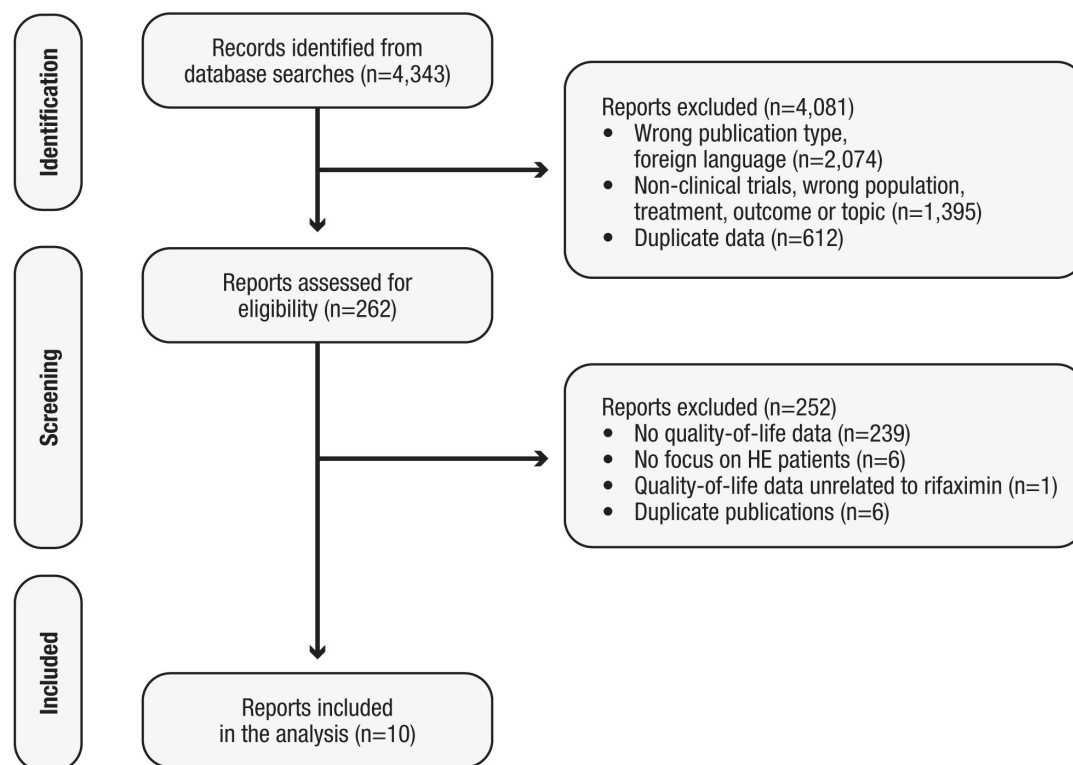 Identification
Records identified from
database searches (n=4,343)
Reports excluded (n=4,081)
• Wrong publication type,
foreign language (n=2,074)
• Non-clinical trials, wrong population,
treatment, outcome or topic (n=1,395)
• Duplicate data (n=612)
Screening
Reports assessed for
eligibility (n=262)
Reports excluded (n=252)
• No quality-of-life data (n=239)
• No focus on HE patients (n=6)
• Quality-of-life data unrelated to rifaximin (n=1)
• Duplicate publications (n=6)
Included
Reports included
in the analysis (n=10)